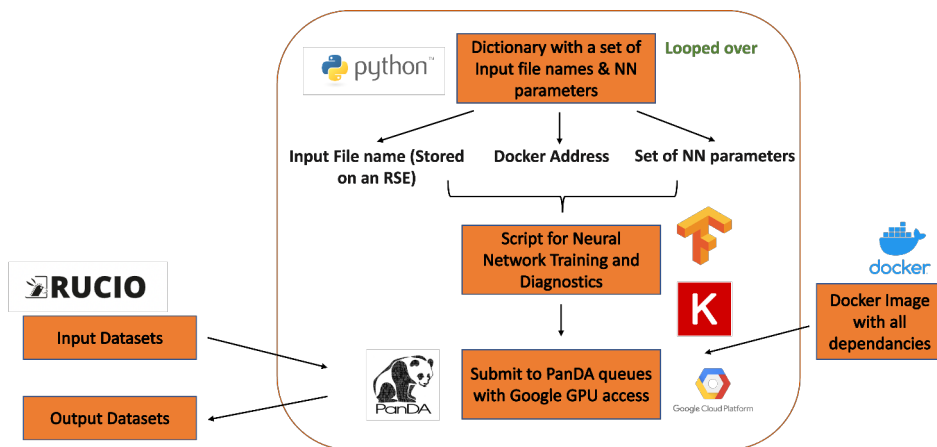 Dictionary with a set of
Input file names & NN
parameters
Looped over
python™
Input File name (Stored
on an RSE)
Docker Address
Set of NN parameters
Script for Neural
Network Training and
Diagnostics
docker
RUCIO
K
Input Datasets
Docker Image
with all
dependancies
PanDA
Submit to PanDA queues
with Google GPU access
Google Cloud Platform
Output Datasets